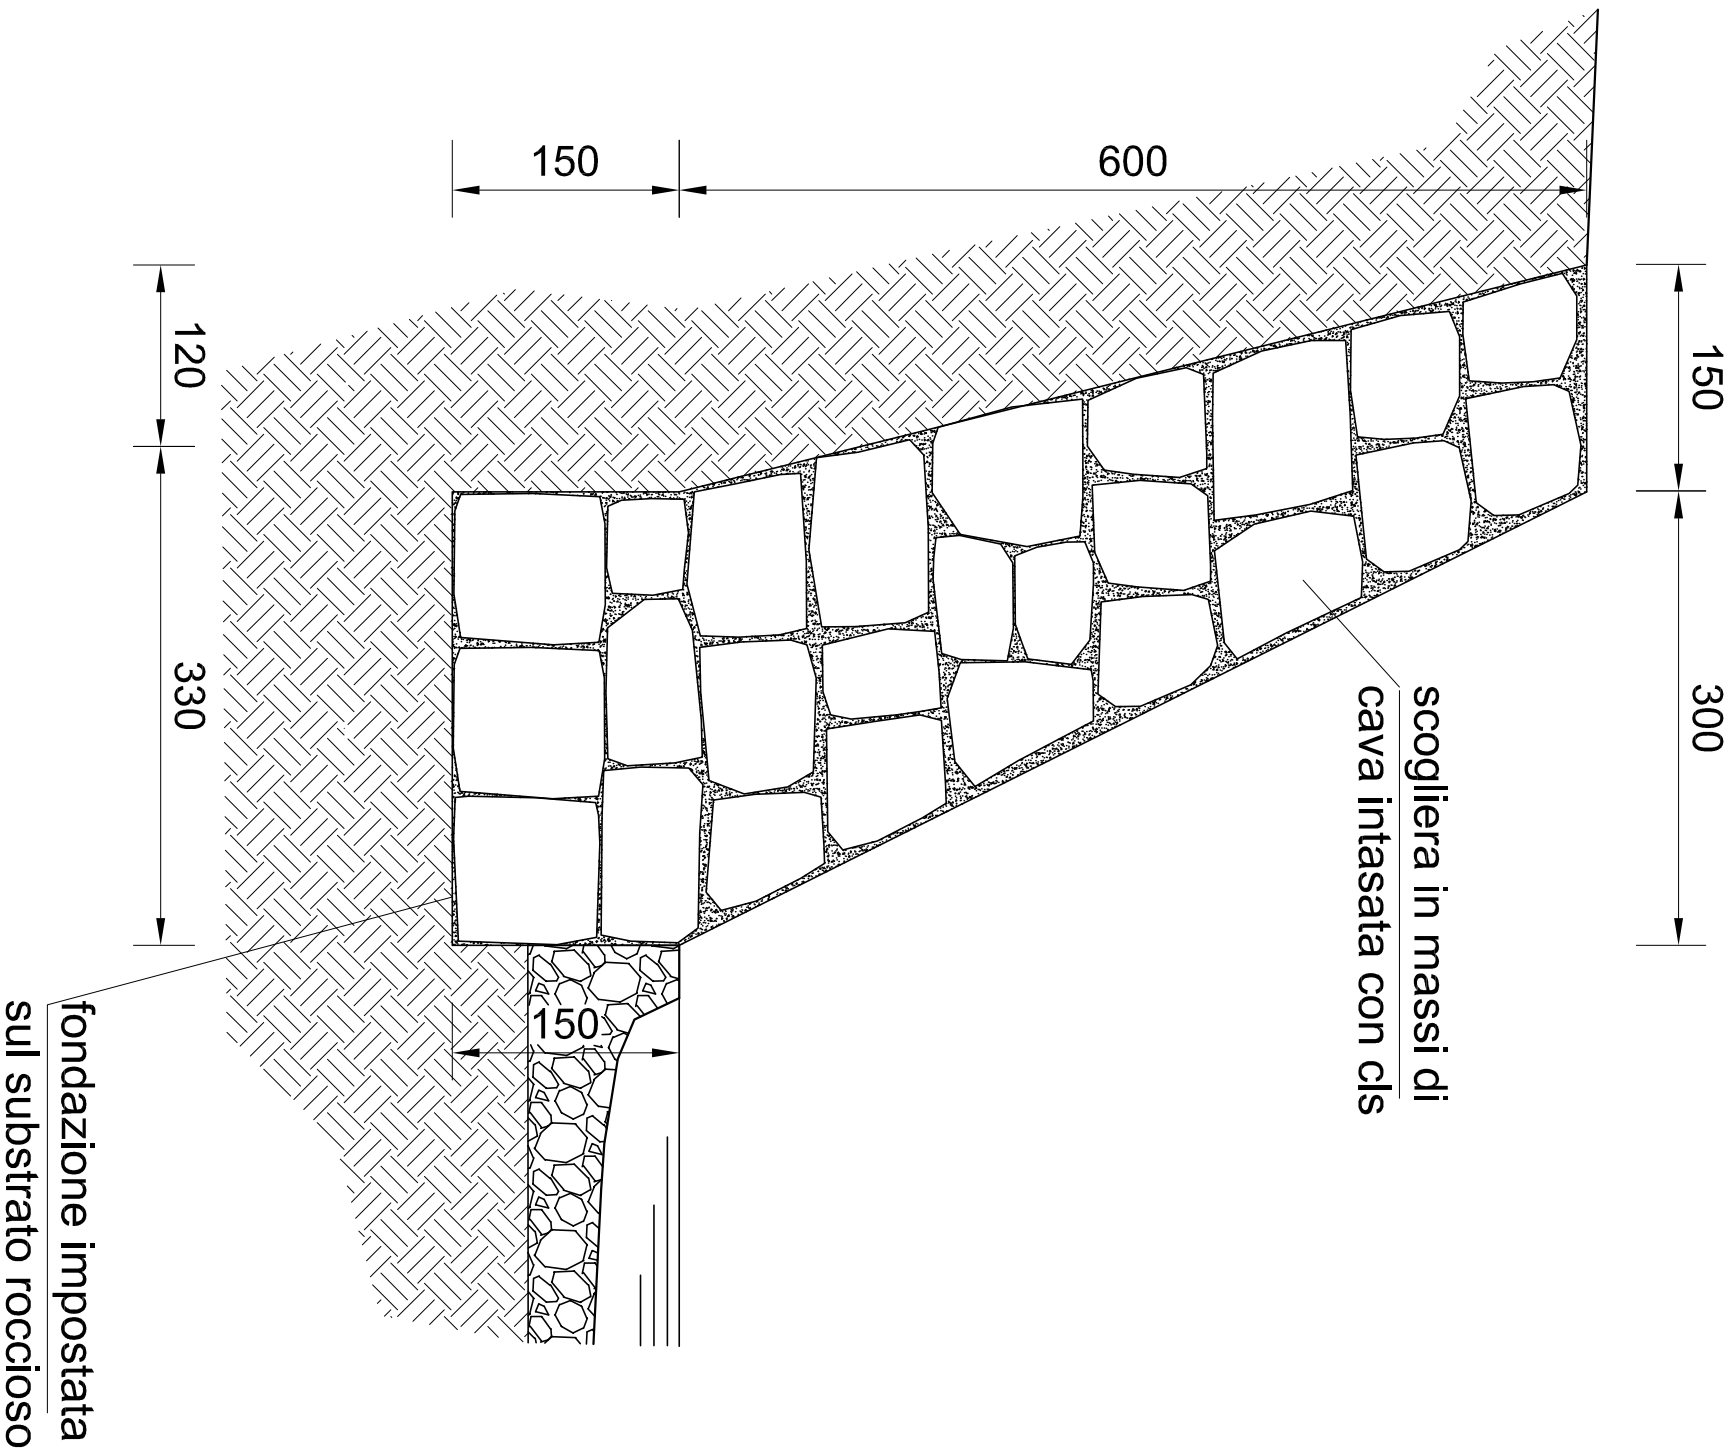 150
300
scogliera in massi di
cava intasata con cls
600
150
150
120
330
fondazione impostata
sul substrato roccioso